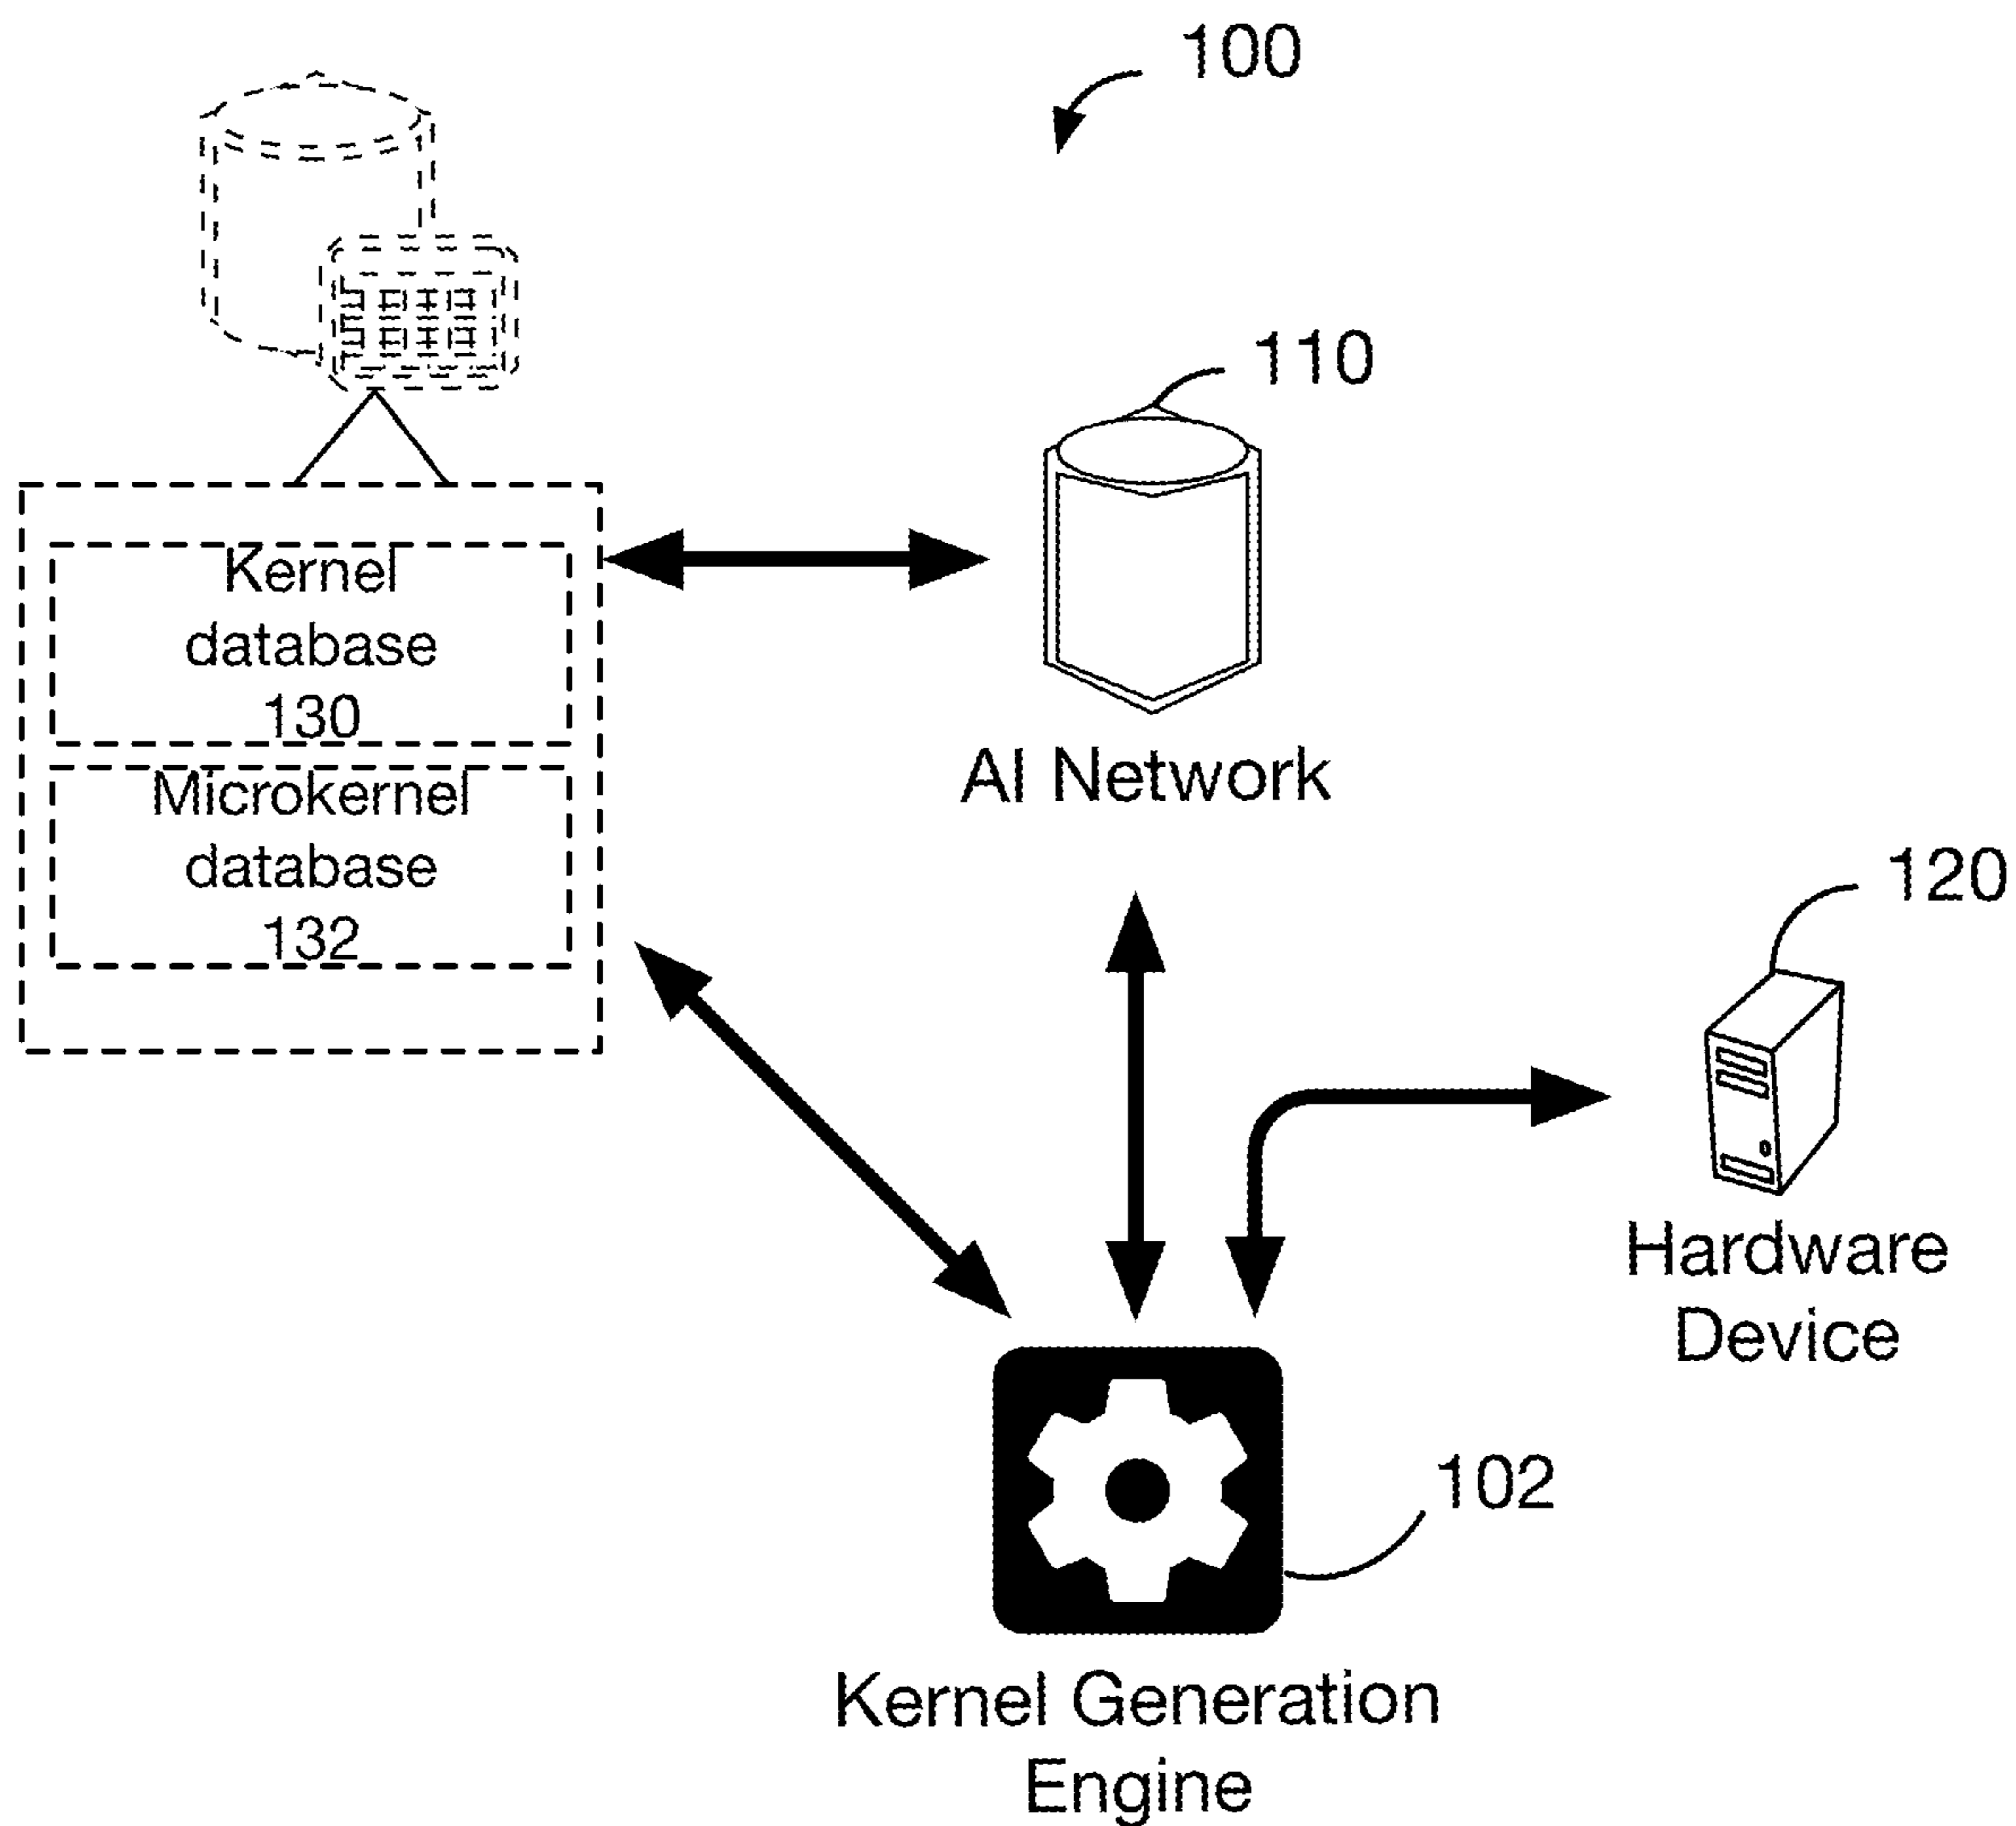 100
110
Kernel
database
130
Microkernel
database
132
AI Network
120
Hardware
Device
102
Kernel Generation
Engine